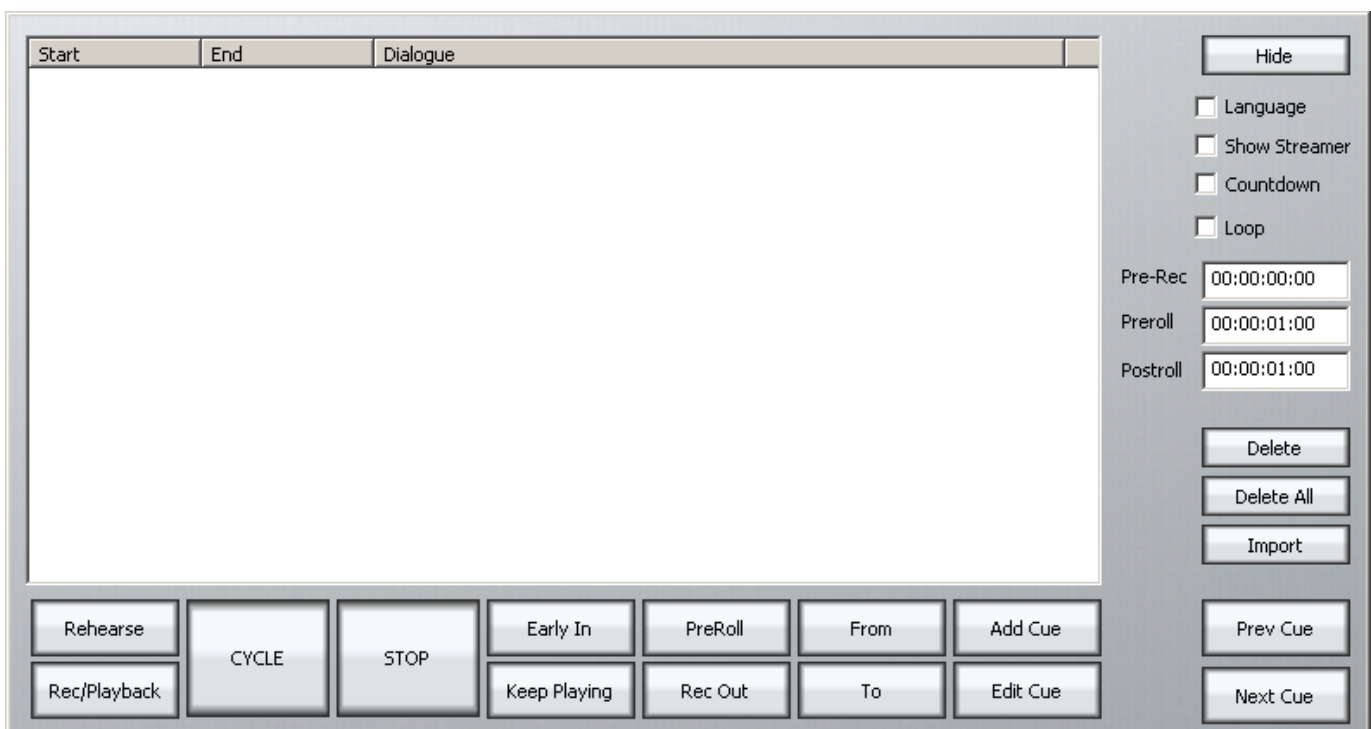 Start End Dialogue
Hide
Language
Show Streamer
Countdown
Loop
Pre-Rec 00:00:00:00
Preroll 00:00:01:00
Postroll 00:00:01:00
Delete
Delete All
Import
Rehearse CYCLE STOP Early In PreRoll From Add Cue Prev Cue
Rec/Playback Keep Playing Rec Out To Edit Cue Next Cue